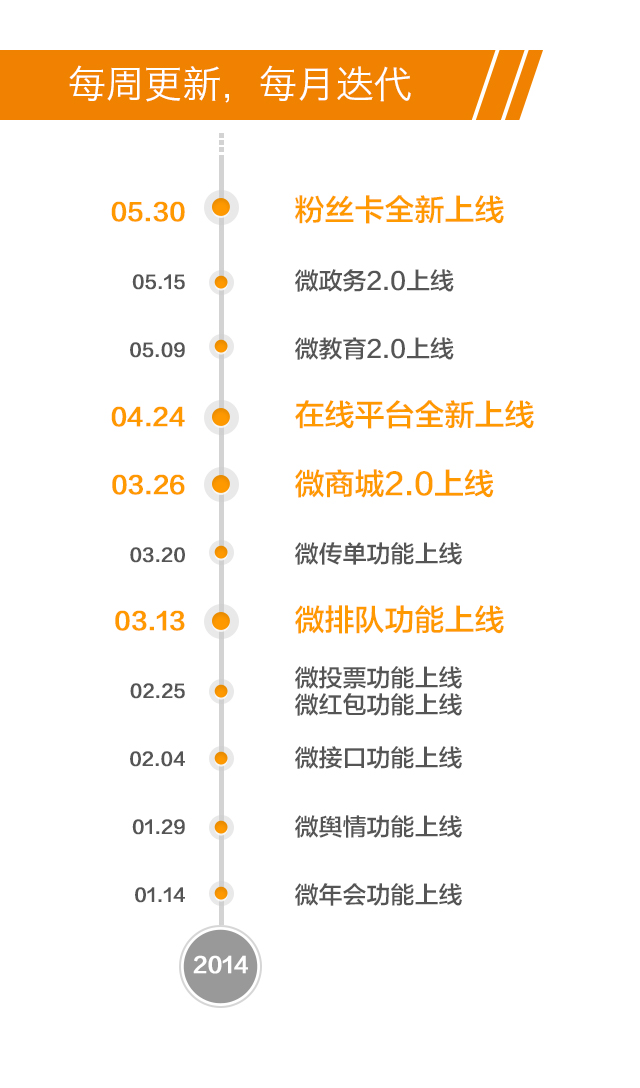 每周更新，每月迭代
05.30 粉丝卡全新上线
05.15 微政务2.0上线
05.09 微教育2.0上线
04.24 在线平台全新上线
03.26 微商城2.0上线
03.20 微传单功能上线
03.13 微排队功能上线
02.25 微投票功能上线
微红包功能上线
02.04 微接口功能上线
01.29 微舆情功能上线
01.14 微年会功能上线
2014